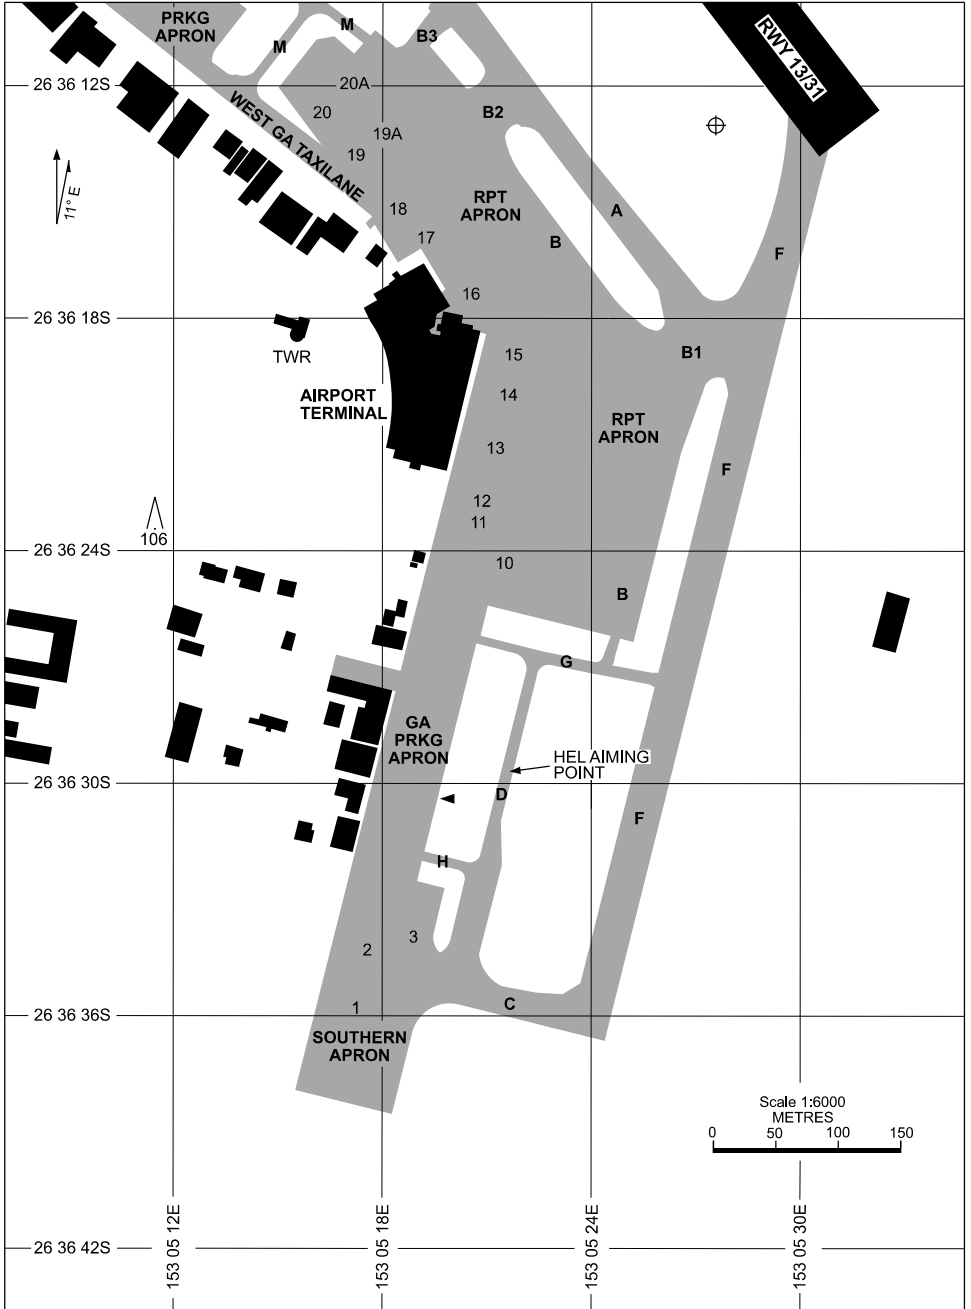 PRKG
APRON
M
M
B3
RWY 13/31
26 36 12S
20A
20
B2
19A
WEST GA TAXILANE
19
11° E
RPT
APRON
18
A
17
B
F
16
26 36 18S
TWR
15
B1
AIRPORT
TERMINAL
14
RPT
APRON
13
F
12
11
106
26 36 24S
10
B
G
GA
PRKG
APRON
HEL AIMING
POINT
26 36 30S
D
F
H
3
2
1
C
26 36 36S
SOUTHERN
APRON
Scale 1:6000
METRES
0 50 100 150
26 36 42S
153 05 12E
153 05 18E
153 05 24E
153 05 30E